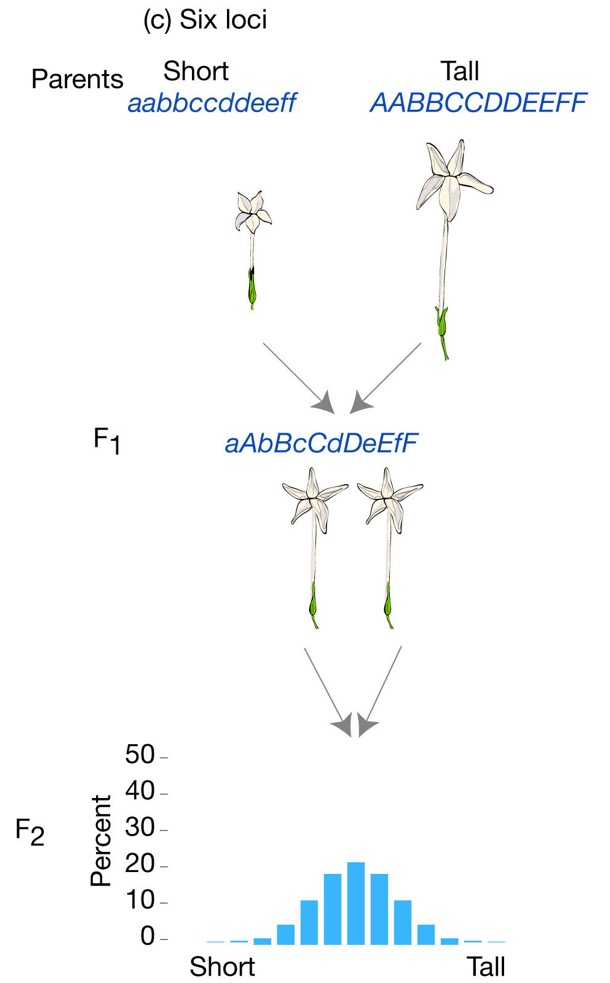 (c) Six loci
Parents Short Tall
aabbccddeeff AABBCCDDEEFF
F1
aAbBcCdDeEfF
F2
Percent
50
40
30
20
10
0
Short Tall